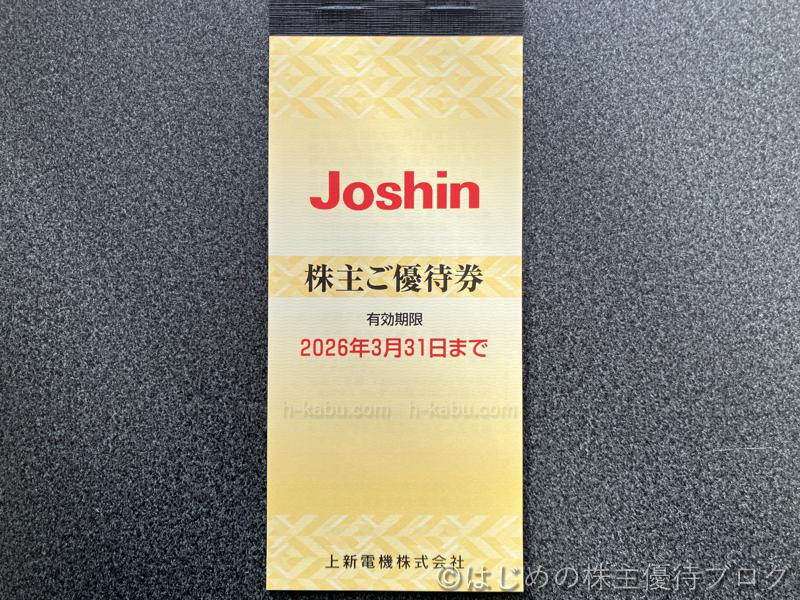 Joshin
株主ご優待券
有効期限
2026年3月31日まで
h-kabu.com h-kabu.com
上新電機株式会社
©はじめの株主優待ブログ